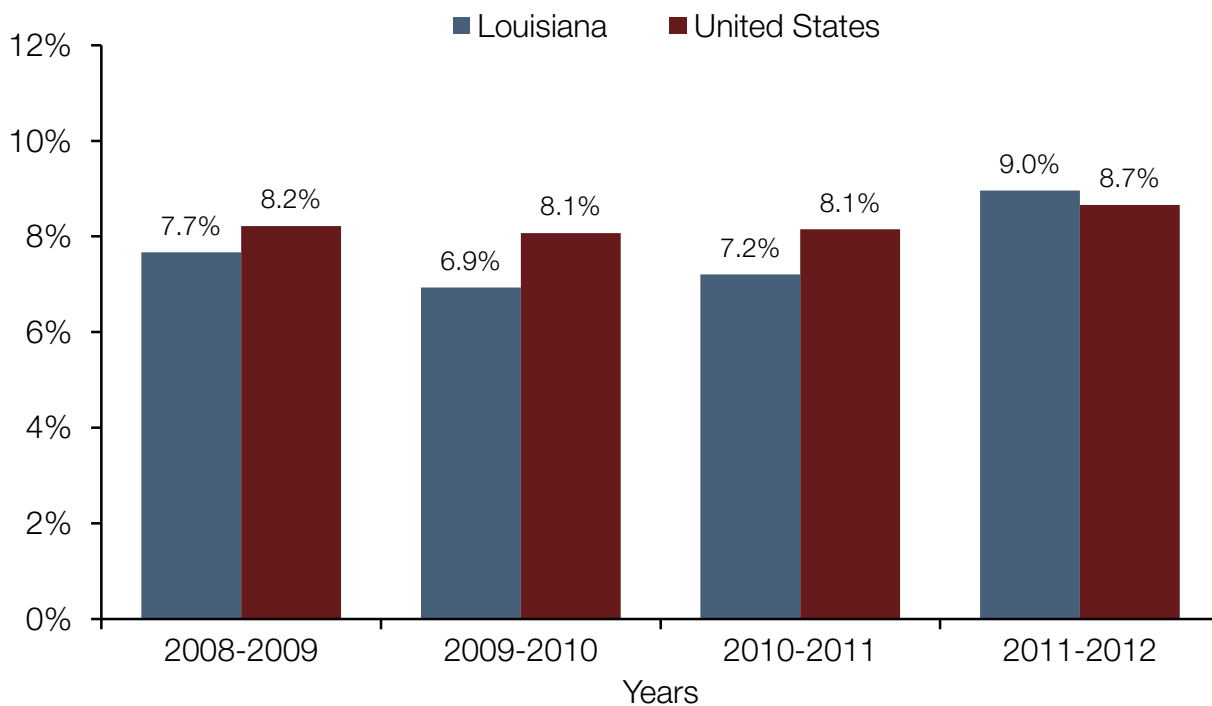 Louisiana United States
12%
10%
8%
6%
4%
2%
0%
7.7% 8.2% 6.9% 8.1% 7.2% 8.1% 9.0% 8.7%
2008-2009 2009-2010 2010-2011 2011-2012
Years